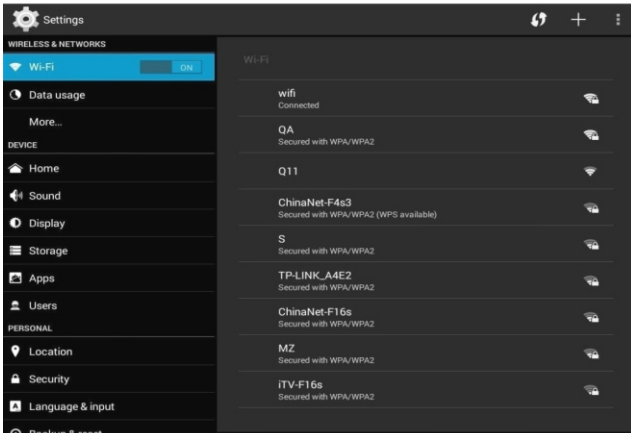 Settings
WIRELESS & NETWORKS
Wi-Fi
ON
Data usage
More...
DEVICE
Home
Sound
Display
Storage
Apps
Users
PERSONAL
Location
Security
A
Language & input
Backup & reset
Wi-Fi
wifi
Connected
QA
Secured with WPA/WPA2
Q11
ChinaNet-F4s3
Secured with WPA/WPA2 (WPS available)
S
Secured with WPA/WPA2
TP-LINK_A4E2
Secured with WPA/WPA2
ChinaNet-F16s
Secured with WPA/WPA2
MZ
Secured with WPA/WPA2
iTV-F16s
Secured with WPA/WPA2